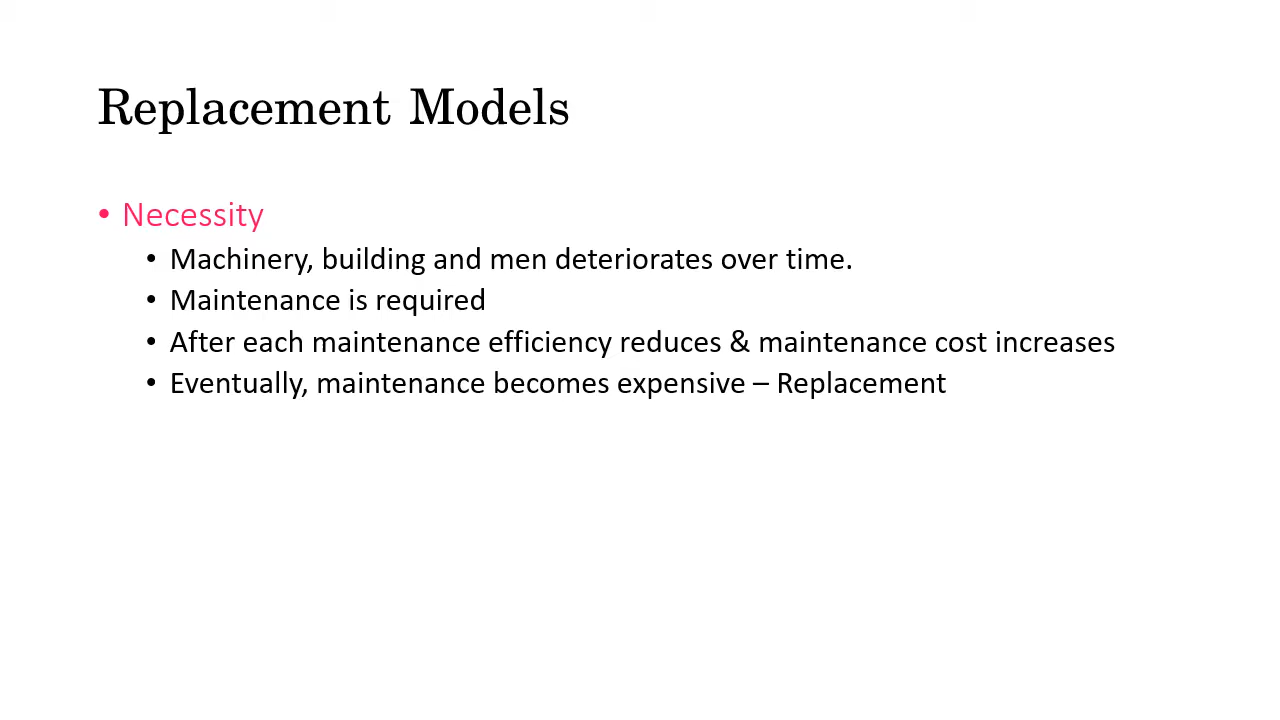 Replacement Models
• Necessity
• Machinery, building and men deteriorates over time.
• Maintenance is required
• After each maintenance efficiency reduces & maintenance cost increases
• Eventually, maintenance becomes expensive – Replacement